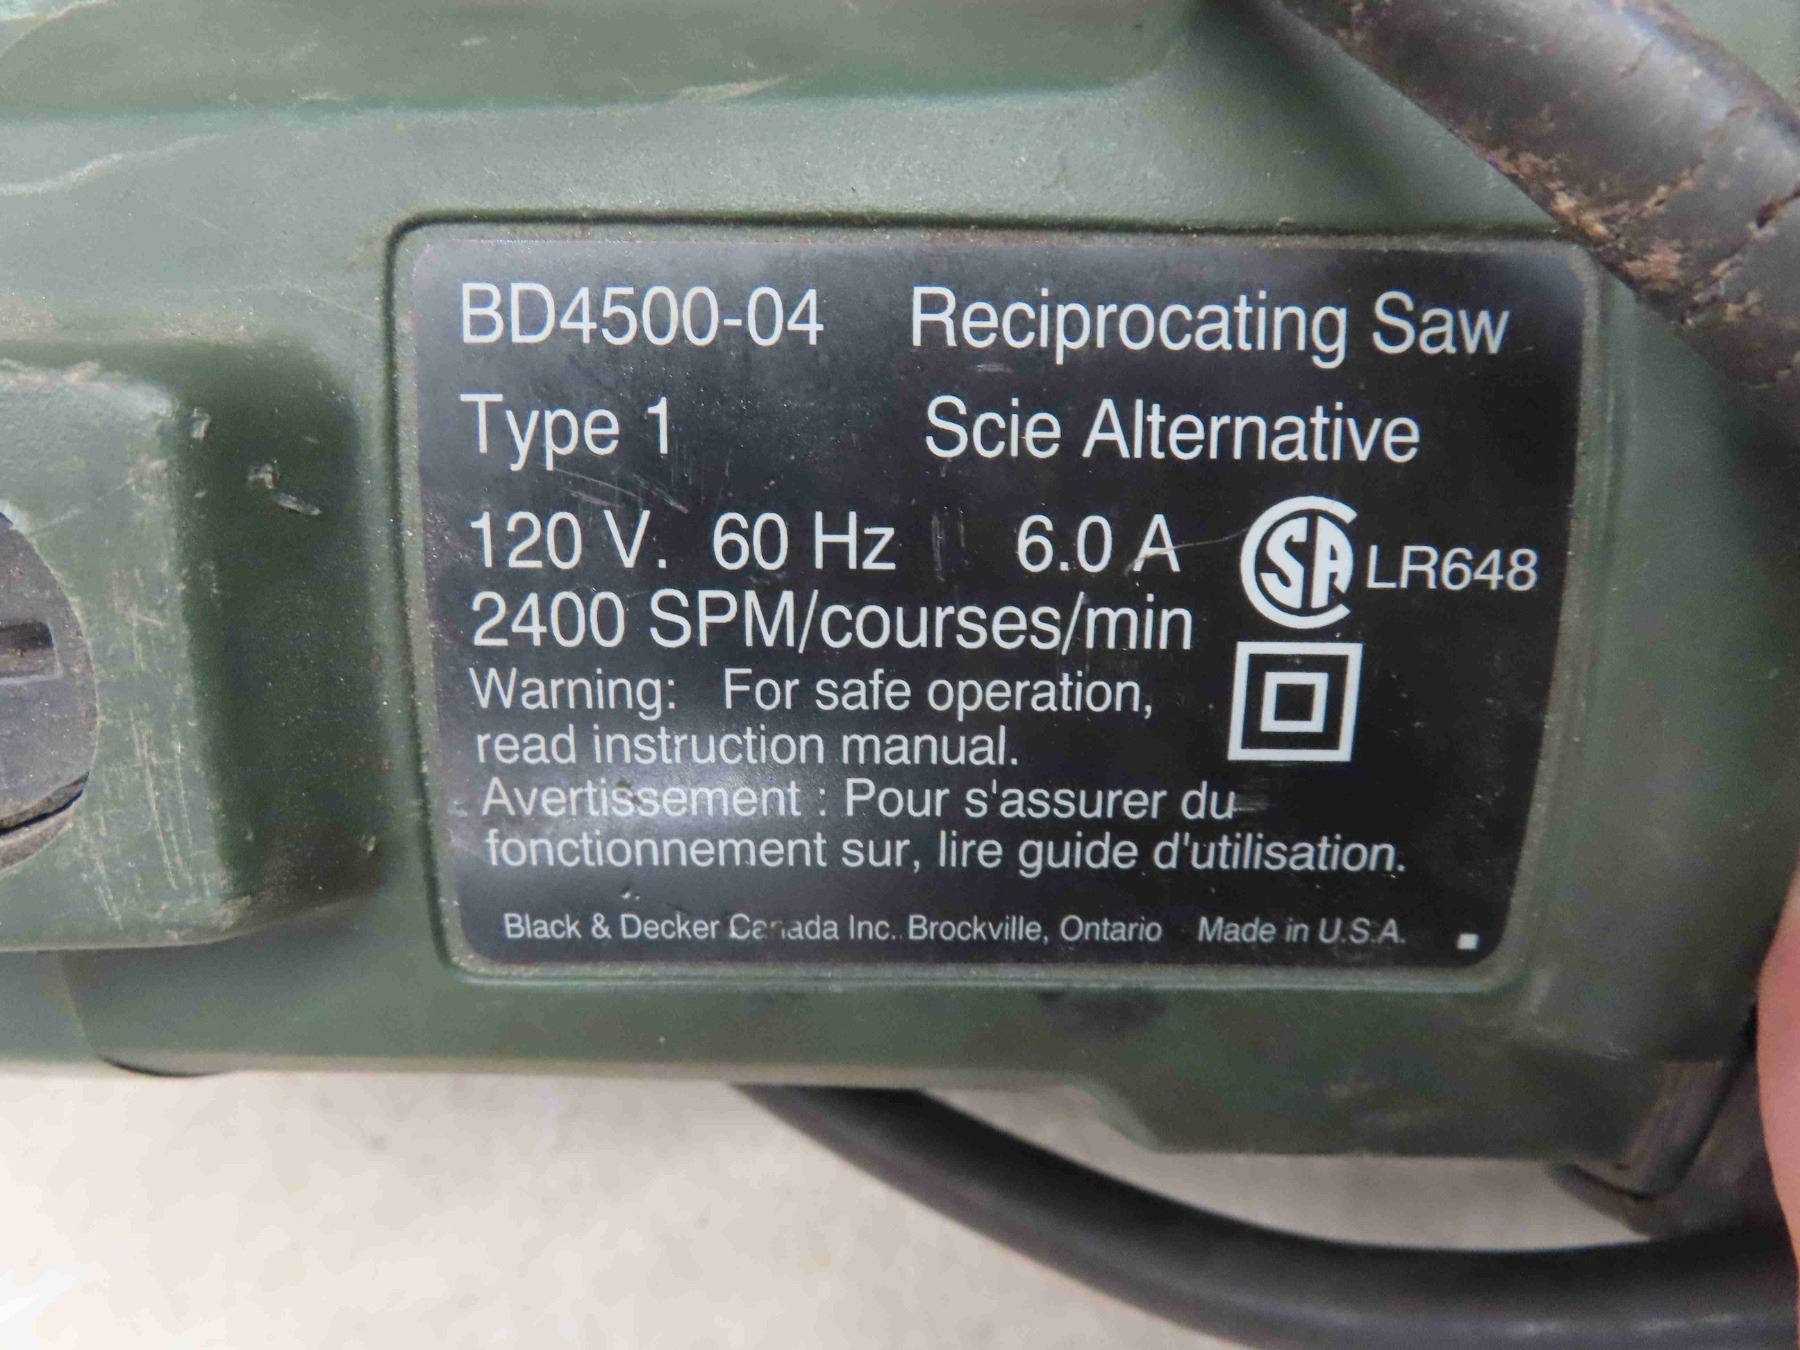 BD4500-04 Reciprocating Saw
Type 1 Scie Alternative
120 V. 60 Hz 6.0 A SA LR648
2400 SPM/courses/min
Warning: For safe operation,
read instruction manual.
Avertissement : Pour s'assurer du
fonctionnement sur, lire guide d'utilisation.
Black & Decker Canada Inc. Brockville, Ontario Made in U.S.A.